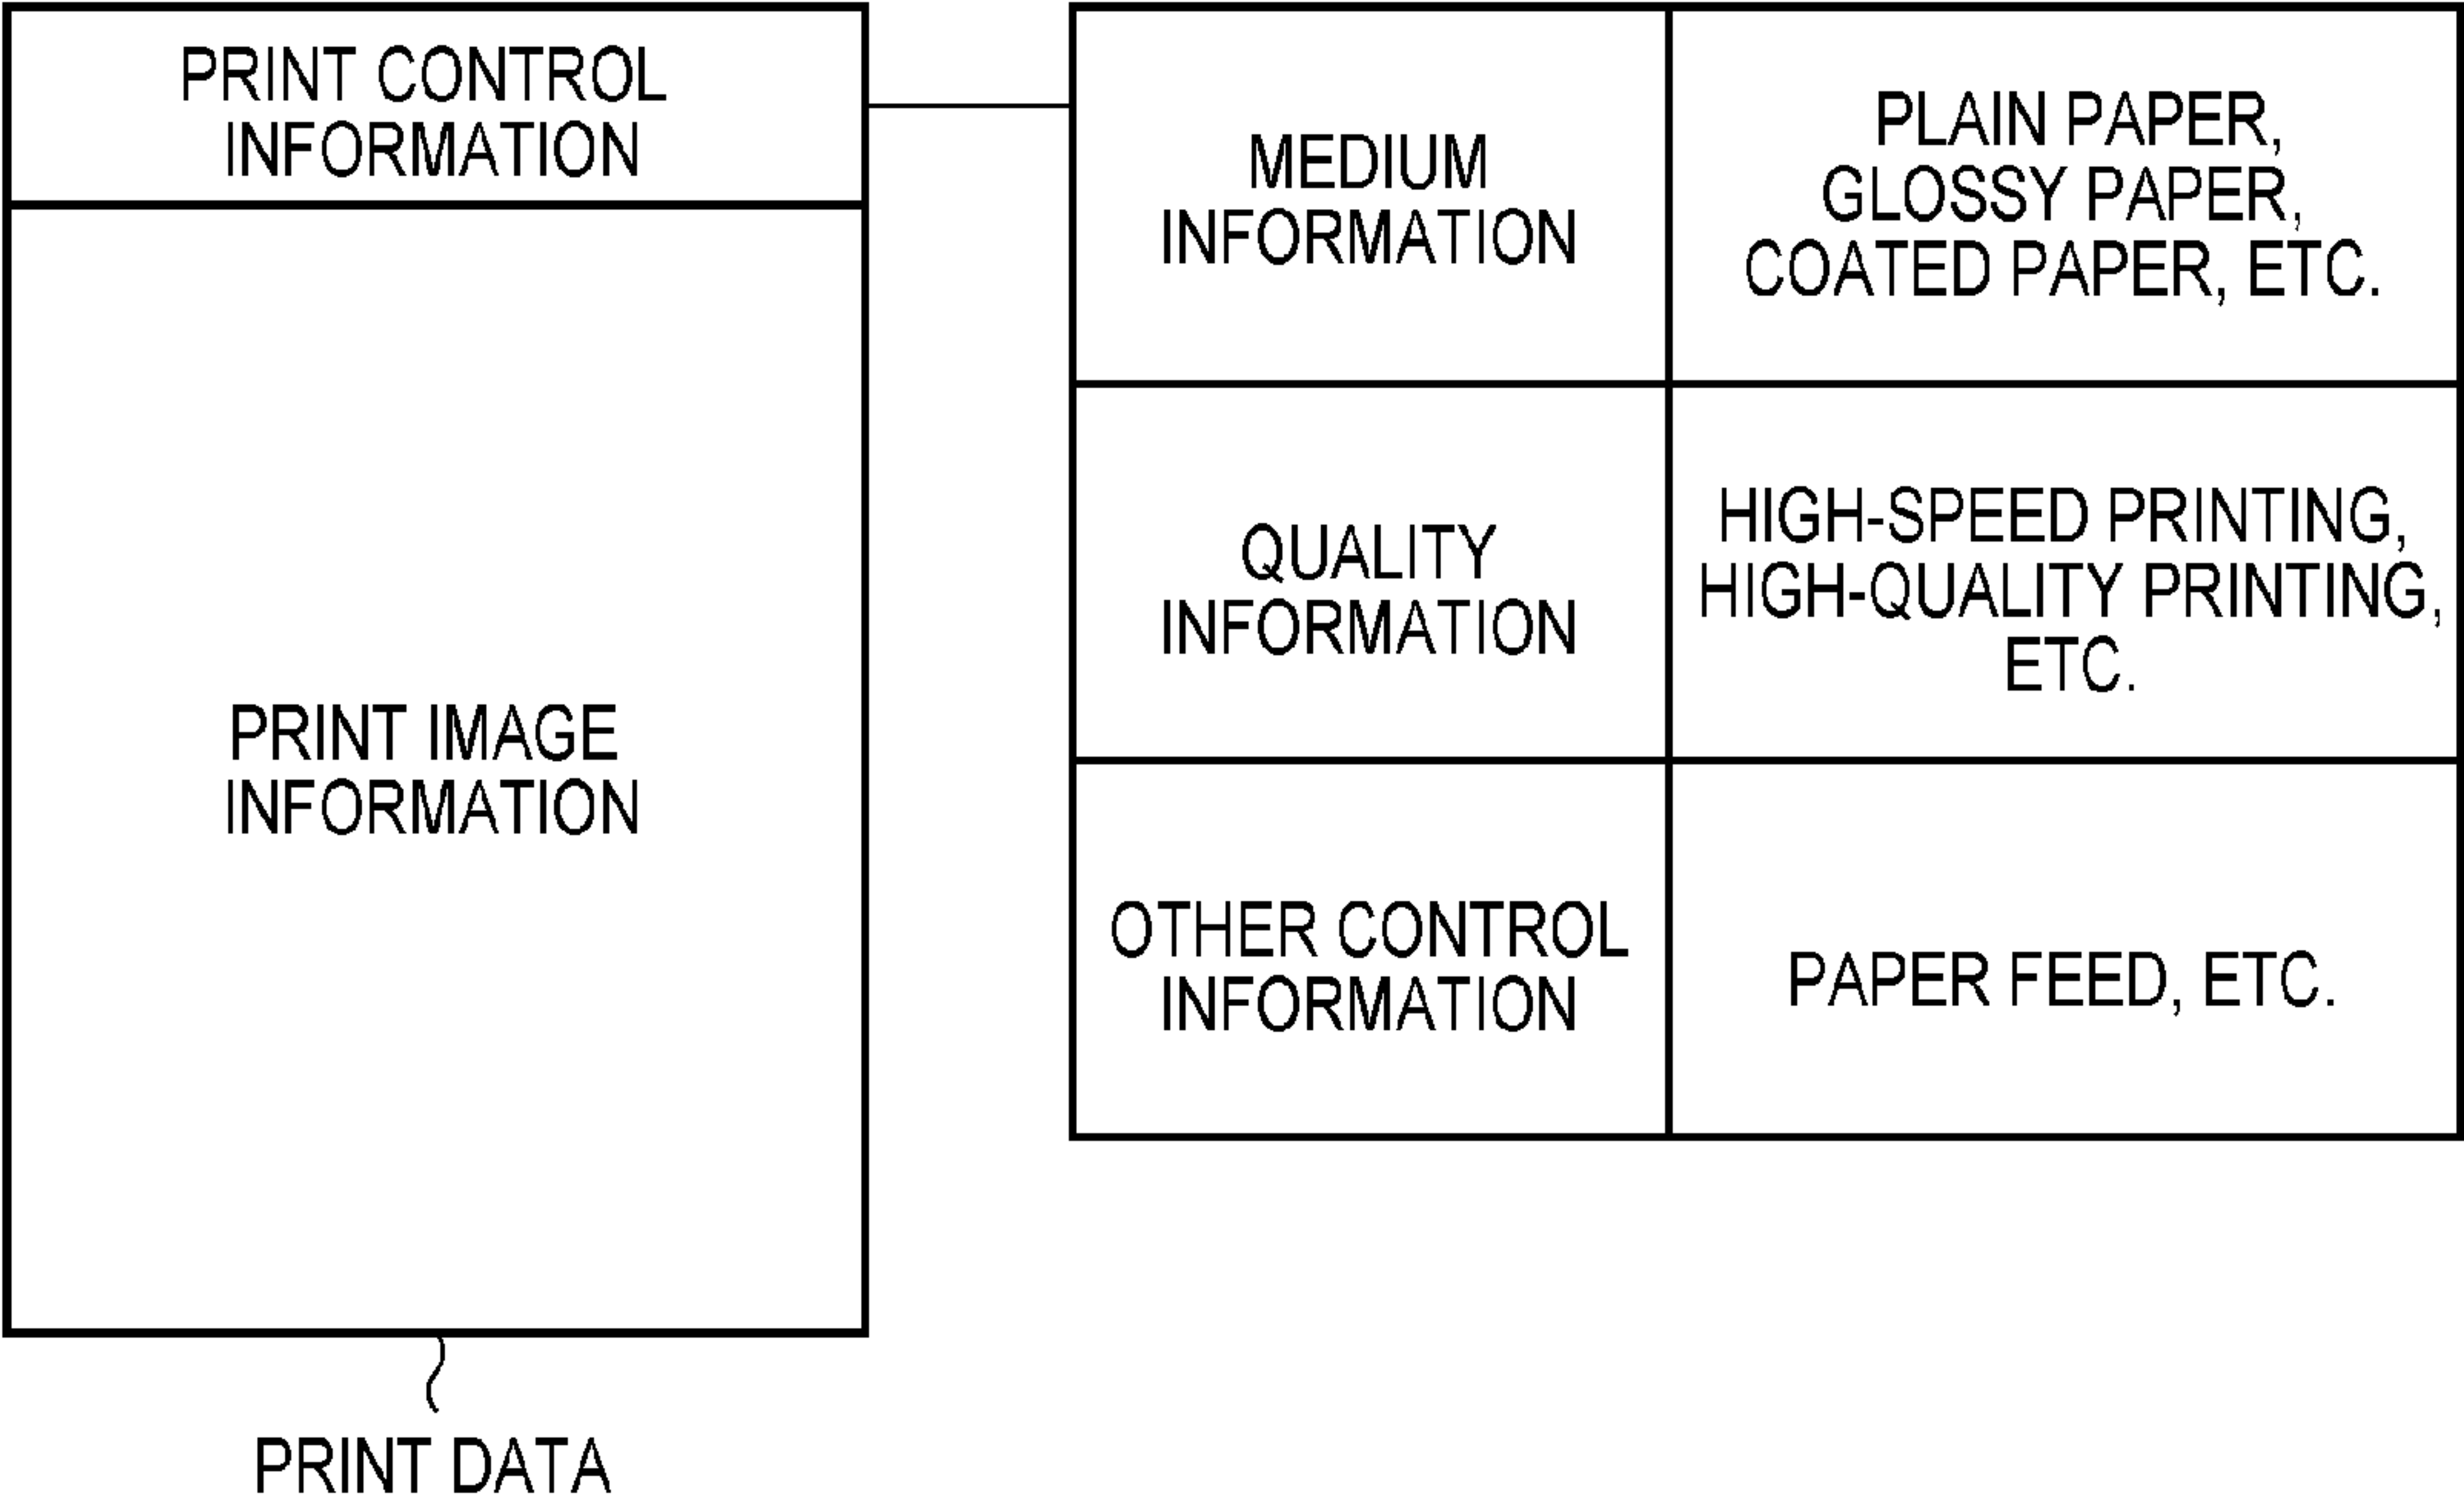 PRINT CONTROL
INFORMATION
PRINT IMAGE
INFORMATION
PRINT DATA
MEDIUM
INFORMATION
PLAIN PAPER,
GLOSSY PAPER,
COATED PAPER, ETC.
QUALITY
INFORMATION
HIGH-SPEED PRINTING,
HIGH-QUALITY PRINTING,
ETC.
OTHER CONTROL
INFORMATION
PAPER FEED, ETC.